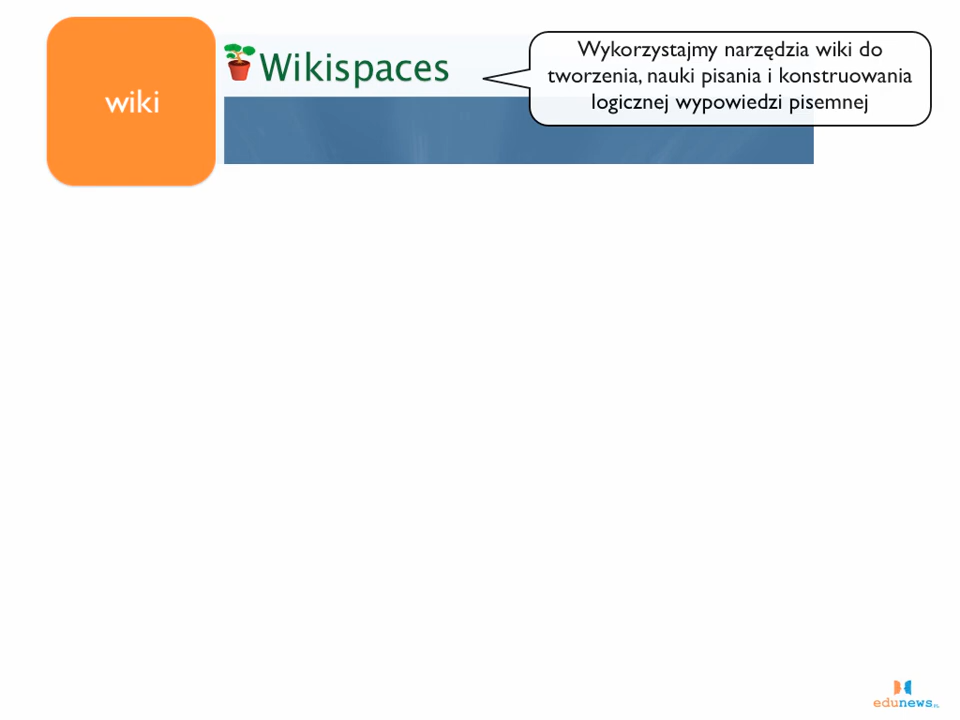 wiki
Wikispaces
Wykorzystajmy narzędzia wiki do
tworzenia, nauki pisania i konstruowania
logicznej wypowiedzi pisemnej
edunews.PL